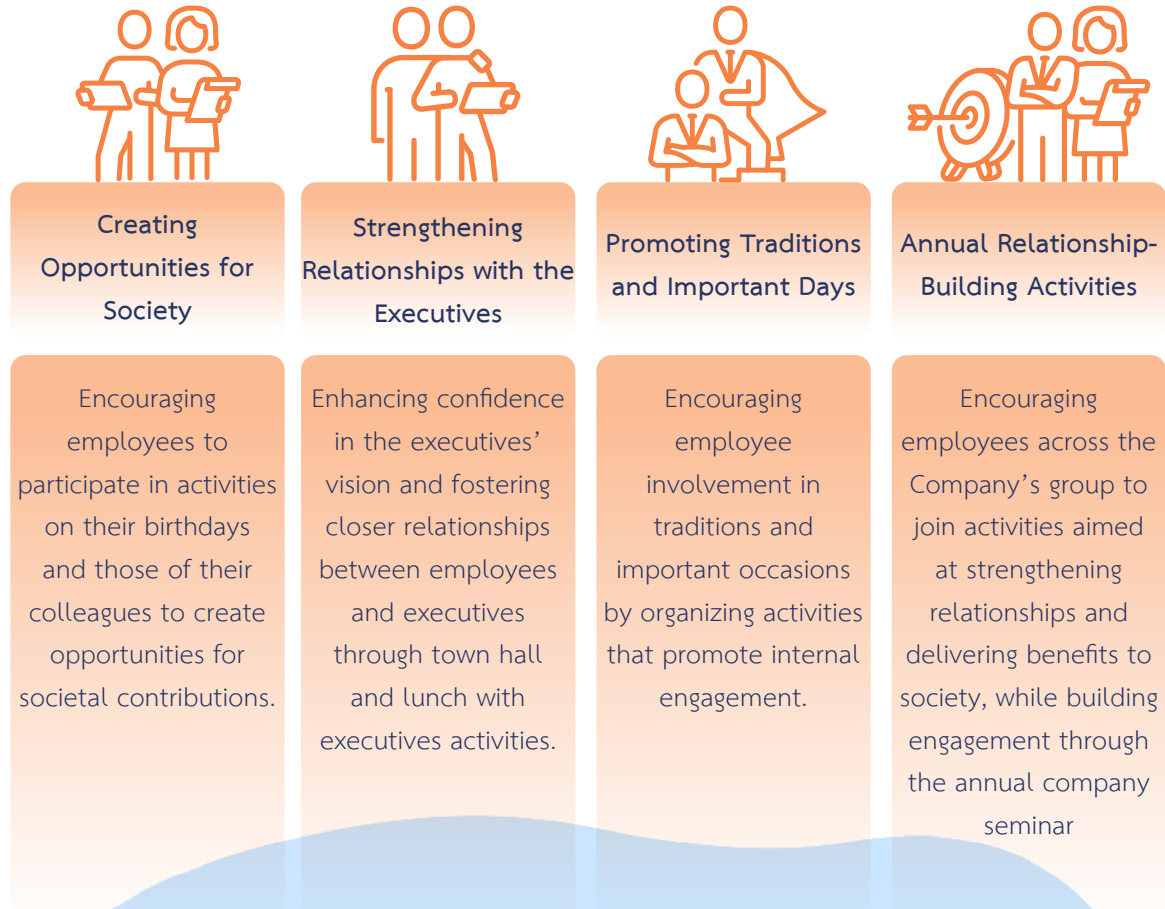 Creating
Opportunities for
Society
Encouraging
employees to
participate in activities
on their birthdays
and those of their
colleagues to create
opportunities for
societal contributions.
Strengthening
Relationships with the
Executives
Enhancing confidence
in the executives’
vision and fostering
closer relationships
between employees
and executives
through town hall
and lunch with
executives activities.
Promoting Traditions
and Important Days
Encouraging
employee
involvement in
traditions and
important occasions
by organizing activities
that promote internal
engagement.
Annual Relationship-
Building Activities
Encouraging
employees across the
Company’s group to
join activities aimed
at strengthening
relationships and
delivering benefits to
society, while building
engagement through
the annual company
seminar